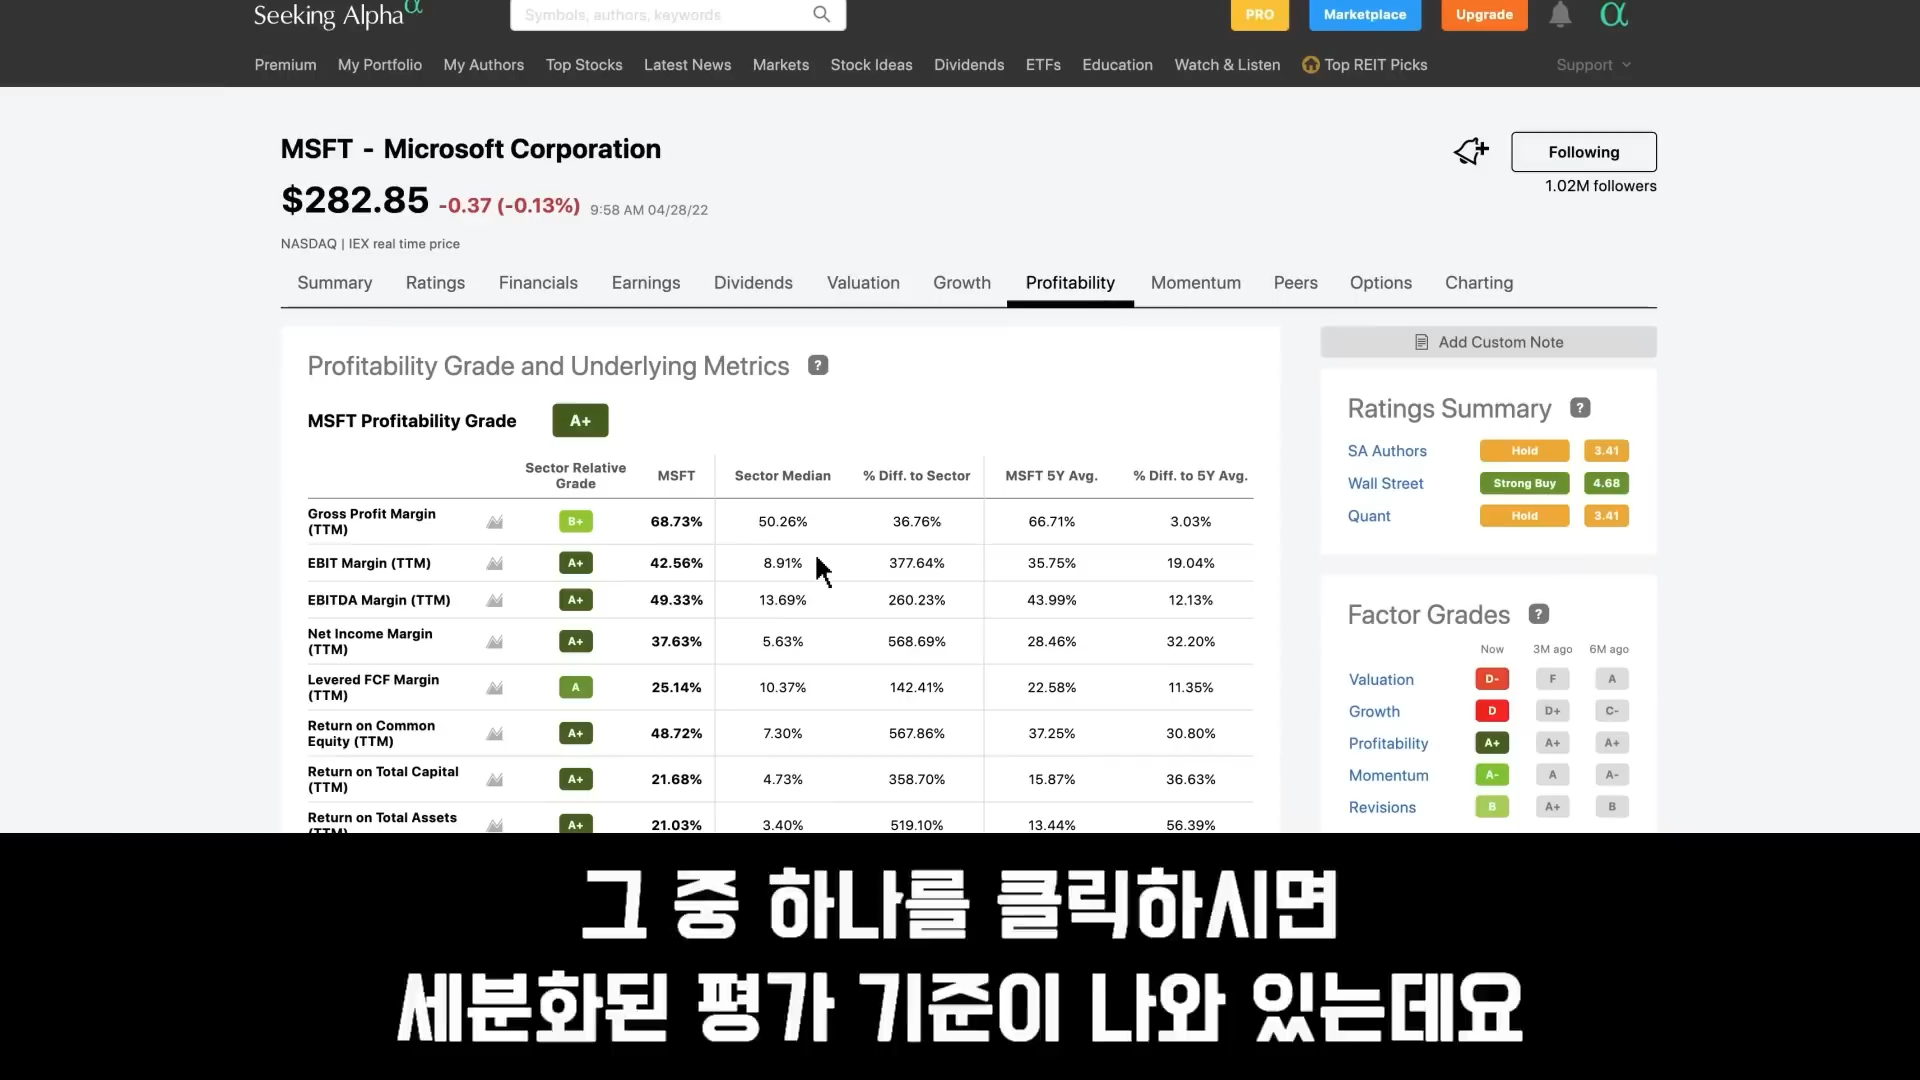 Seeking Alpha α
Symbols, authors, keywords
PRO
Marketplace
Upgrade
α
Premium My Portfolio My Authors Top Stocks Latest News Markets Stock Ideas Dividends ETFs Education Watch & Listen Top REIT Picks Support
MSFT - Microsoft Corporation
$282.85 -0.37 (-0.13%) 9:58 AM 04/28/22
NASDAQ | IEX real time price
Following
1.02M followers
Summary Ratings Financials Earnings Dividends Valuation Growth Profitability Momentum Peers Options Charting
Profitability Grade and Underlying Metrics ?
MSFT Profitability Grade A+
Sector Relative Grade MSFT Sector Median % Diff. to Sector MSFT 5Y Avg. % Diff. to 5Y Avg.
Gross Profit Margin (TTM) B+ 68.73% 50.26% 36.76% 66.71% 3.03%
EBIT Margin (TTM) A+ 42.56% 8.91% 377.64% 35.75% 19.04%
EBITDA Margin (TTM) A+ 49.33% 13.69% 260.23% 43.99% 12.13%
Net Income Margin (TTM) A+ 37.63% 5.63% 568.69% 28.46% 32.20%
Levered FCF Margin (TTM) A 25.14% 10.37% 142.41% 22.58% 11.35%
Return on Common Equity (TTM) A+ 48.72% 7.30% 567.86% 37.25% 30.80%
Return on Total Capital (TTM) A+ 21.68% 4.73% 358.70% 15.87% 36.63%
Return on Total Assets (TTM) A+ 21.03% 3.40% 519.10% 13.44% 56.39%
Add Custom Note
Ratings Summary ?
SA Authors Hold 3.41
Wall Street Strong Buy 4.68
Quant Hold 3.41
Factor Grades ?
Now 3M ago 6M ago
Valuation D- F A
Growth D D+ C-
Profitability A+ A+ A+
Momentum A- A A-
Revisions B A+ B
그 중 하나를 클릭하시면
세분화된 평가 기준이 나와 있는데요